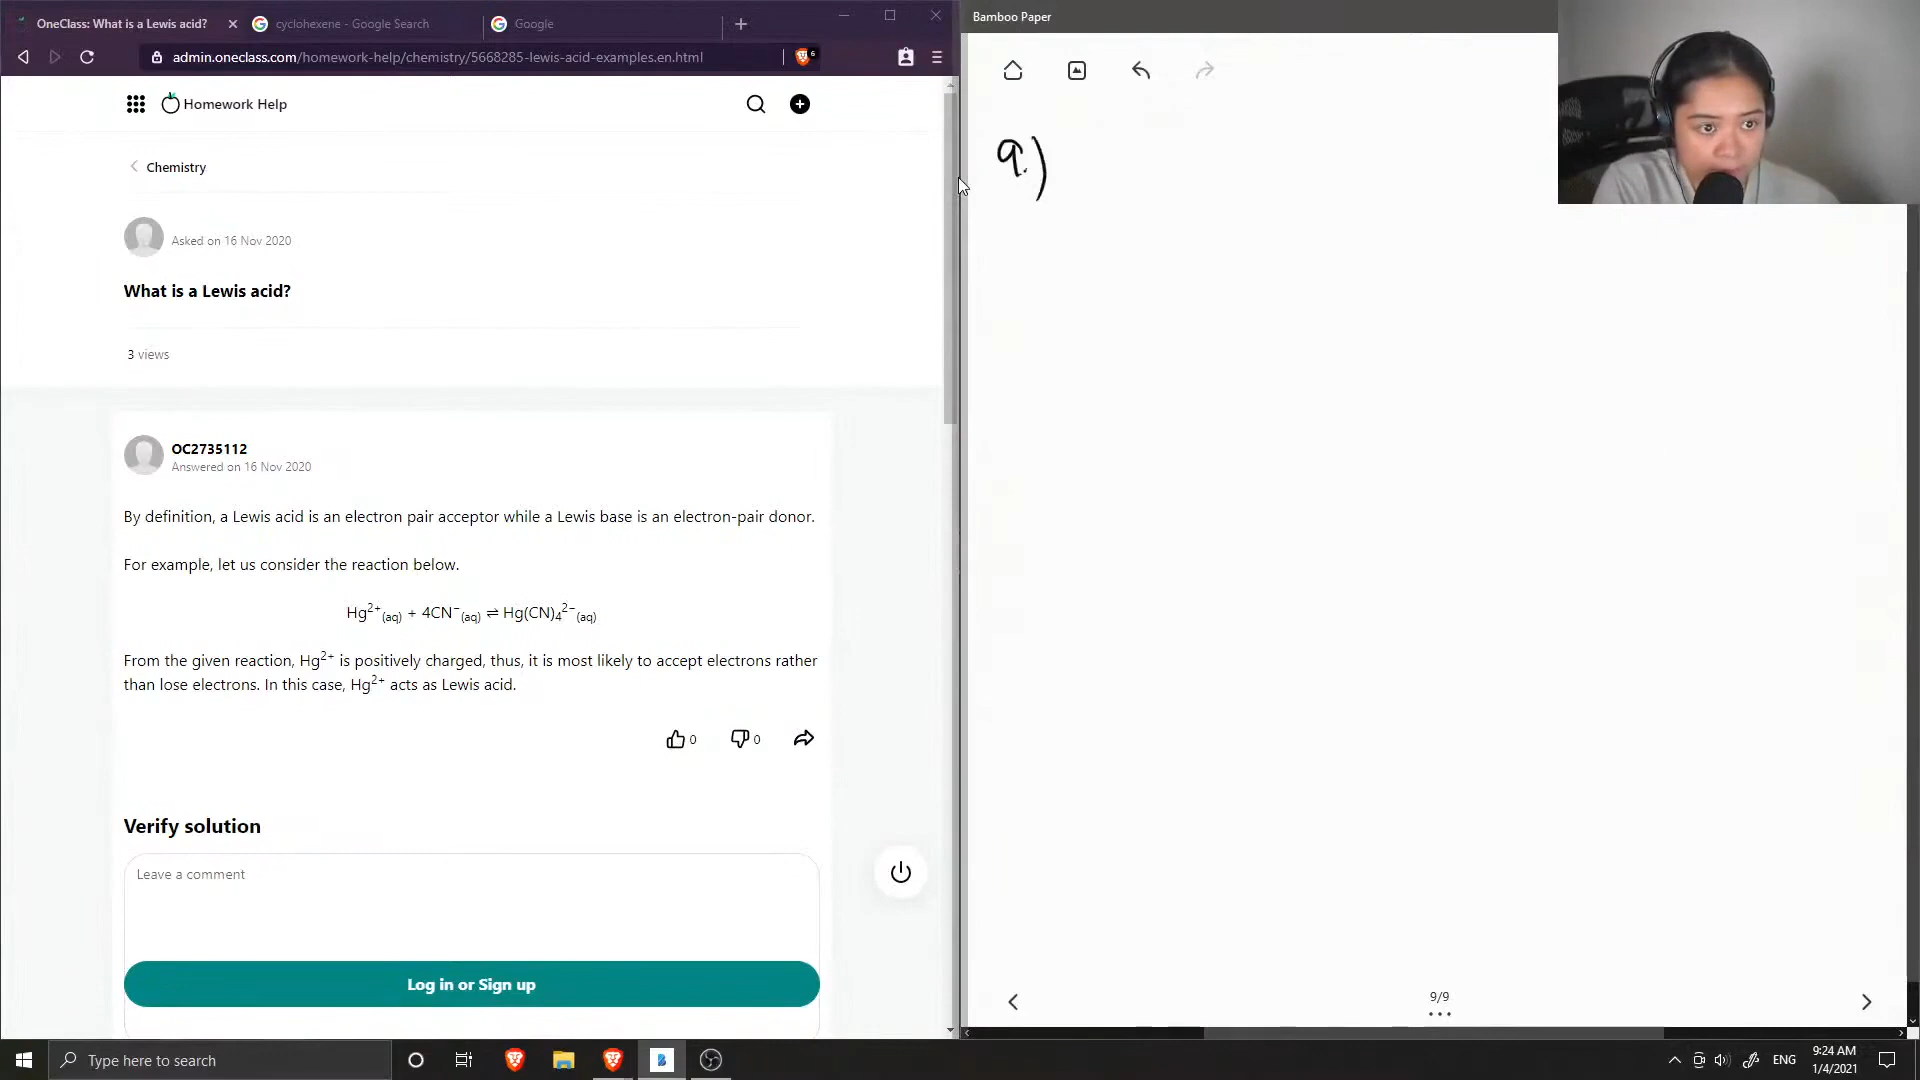 OneClass: What is a Lewis acid?
cyclohexene - Google Search
Google
Bamboo Paper
admin.oneclass.com/homework-help/chemistry/5668285-lewis-acid-examples.en.html
6
Homework Help
Chemistry
9.)
Asked on 16 Nov 2020
What is a Lewis acid?
3 views
OC2735112
Answered on 16 Nov 2020
By definition, a Lewis acid is an electron pair acceptor while a Lewis base is an electron-pair donor.
For example, let us consider the reaction below.
Hg²⁺(aq) + 4CN⁻(aq) ⇌ Hg(CN)₄²⁻(aq)
From the given reaction, Hg²⁺ is positively charged, thus, it is most likely to accept electrons rather
than lose electrons. In this case, Hg²⁺ acts as Lewis acid.
0
0
Verify solution
Leave a comment
Log in or Sign up
9/9
Type here to search
ENG
9:24 AM
1/4/2021